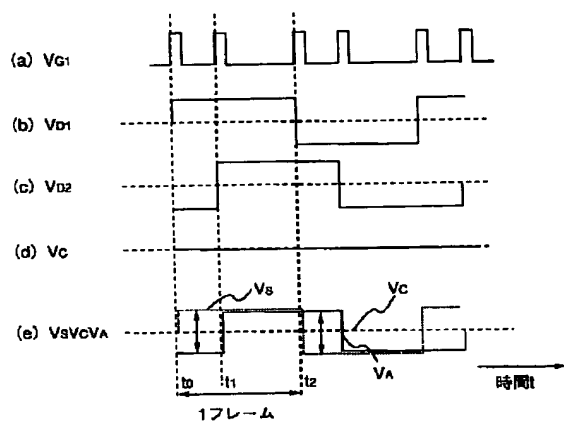 (a) VG1
(b) VD1
(c) VD2
(d) VC
VS
VC
(e) VSVCVA
VA
t0 t1 t2
時間t
1フレーム